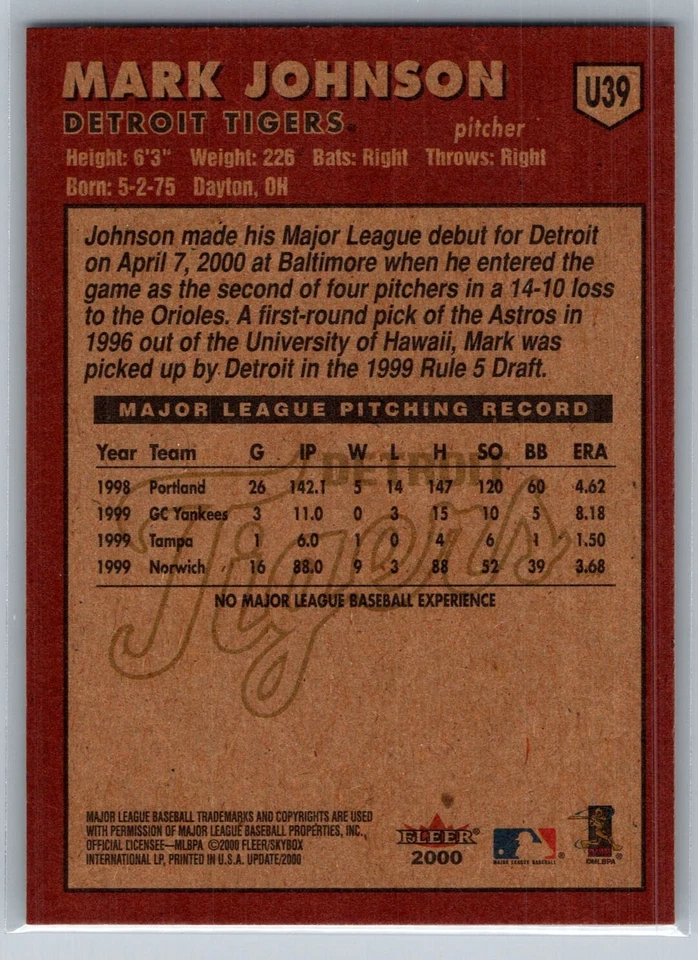 MARK JOHNSON
U39
DETROIT TIGERS
pitcher
Height: 6'3" Weight: 226 Bats: Right Throws: Right
Born: 5-2-75 Dayton, OH
Johnson made his Major League debut for Detroit
on April 7, 2000 at Baltimore when he entered the
game as the second of four pitchers in a 14-10 loss
to the Orioles. A first-round pick of the Astros in
1996 out of the University of Hawaii, Mark was
picked up by Detroit in the 1999 Rule 5 Draft.
MAJOR LEAGUE PITCHING RECORD
Year Team G IP W L H SO BB ERA
1998 Portland 26 142.1 5 14 147 120 60 4.62
1999 GC Yankees 3 11.0 0 3 15 10 5 8.18
1999 Tampa 1 6.0 1 0 4 6 1 1.50
1999 Norwich 16 88.0 9 3 88 52 39 3.68
NO MAJOR LEAGUE BASEBALL EXPERIENCE
DETROIT
Tigers
MAJOR LEAGUE BASEBALL TRADEMARKS AND COPYRIGHTS ARE USED
WITH PERMISSION OF MAJOR LEAGUE BASEBALL PROPERTIES, INC.,
OFFICIAL LICENSEE—MLBPA ©2000 FLEER/SKYBOX
INTERNATIONAL LP, PRINTED IN U.S.A. UPDATE/2000
FLEER®
2000
MAJOR LEAGUE BASEBALL
®
©MLBPA